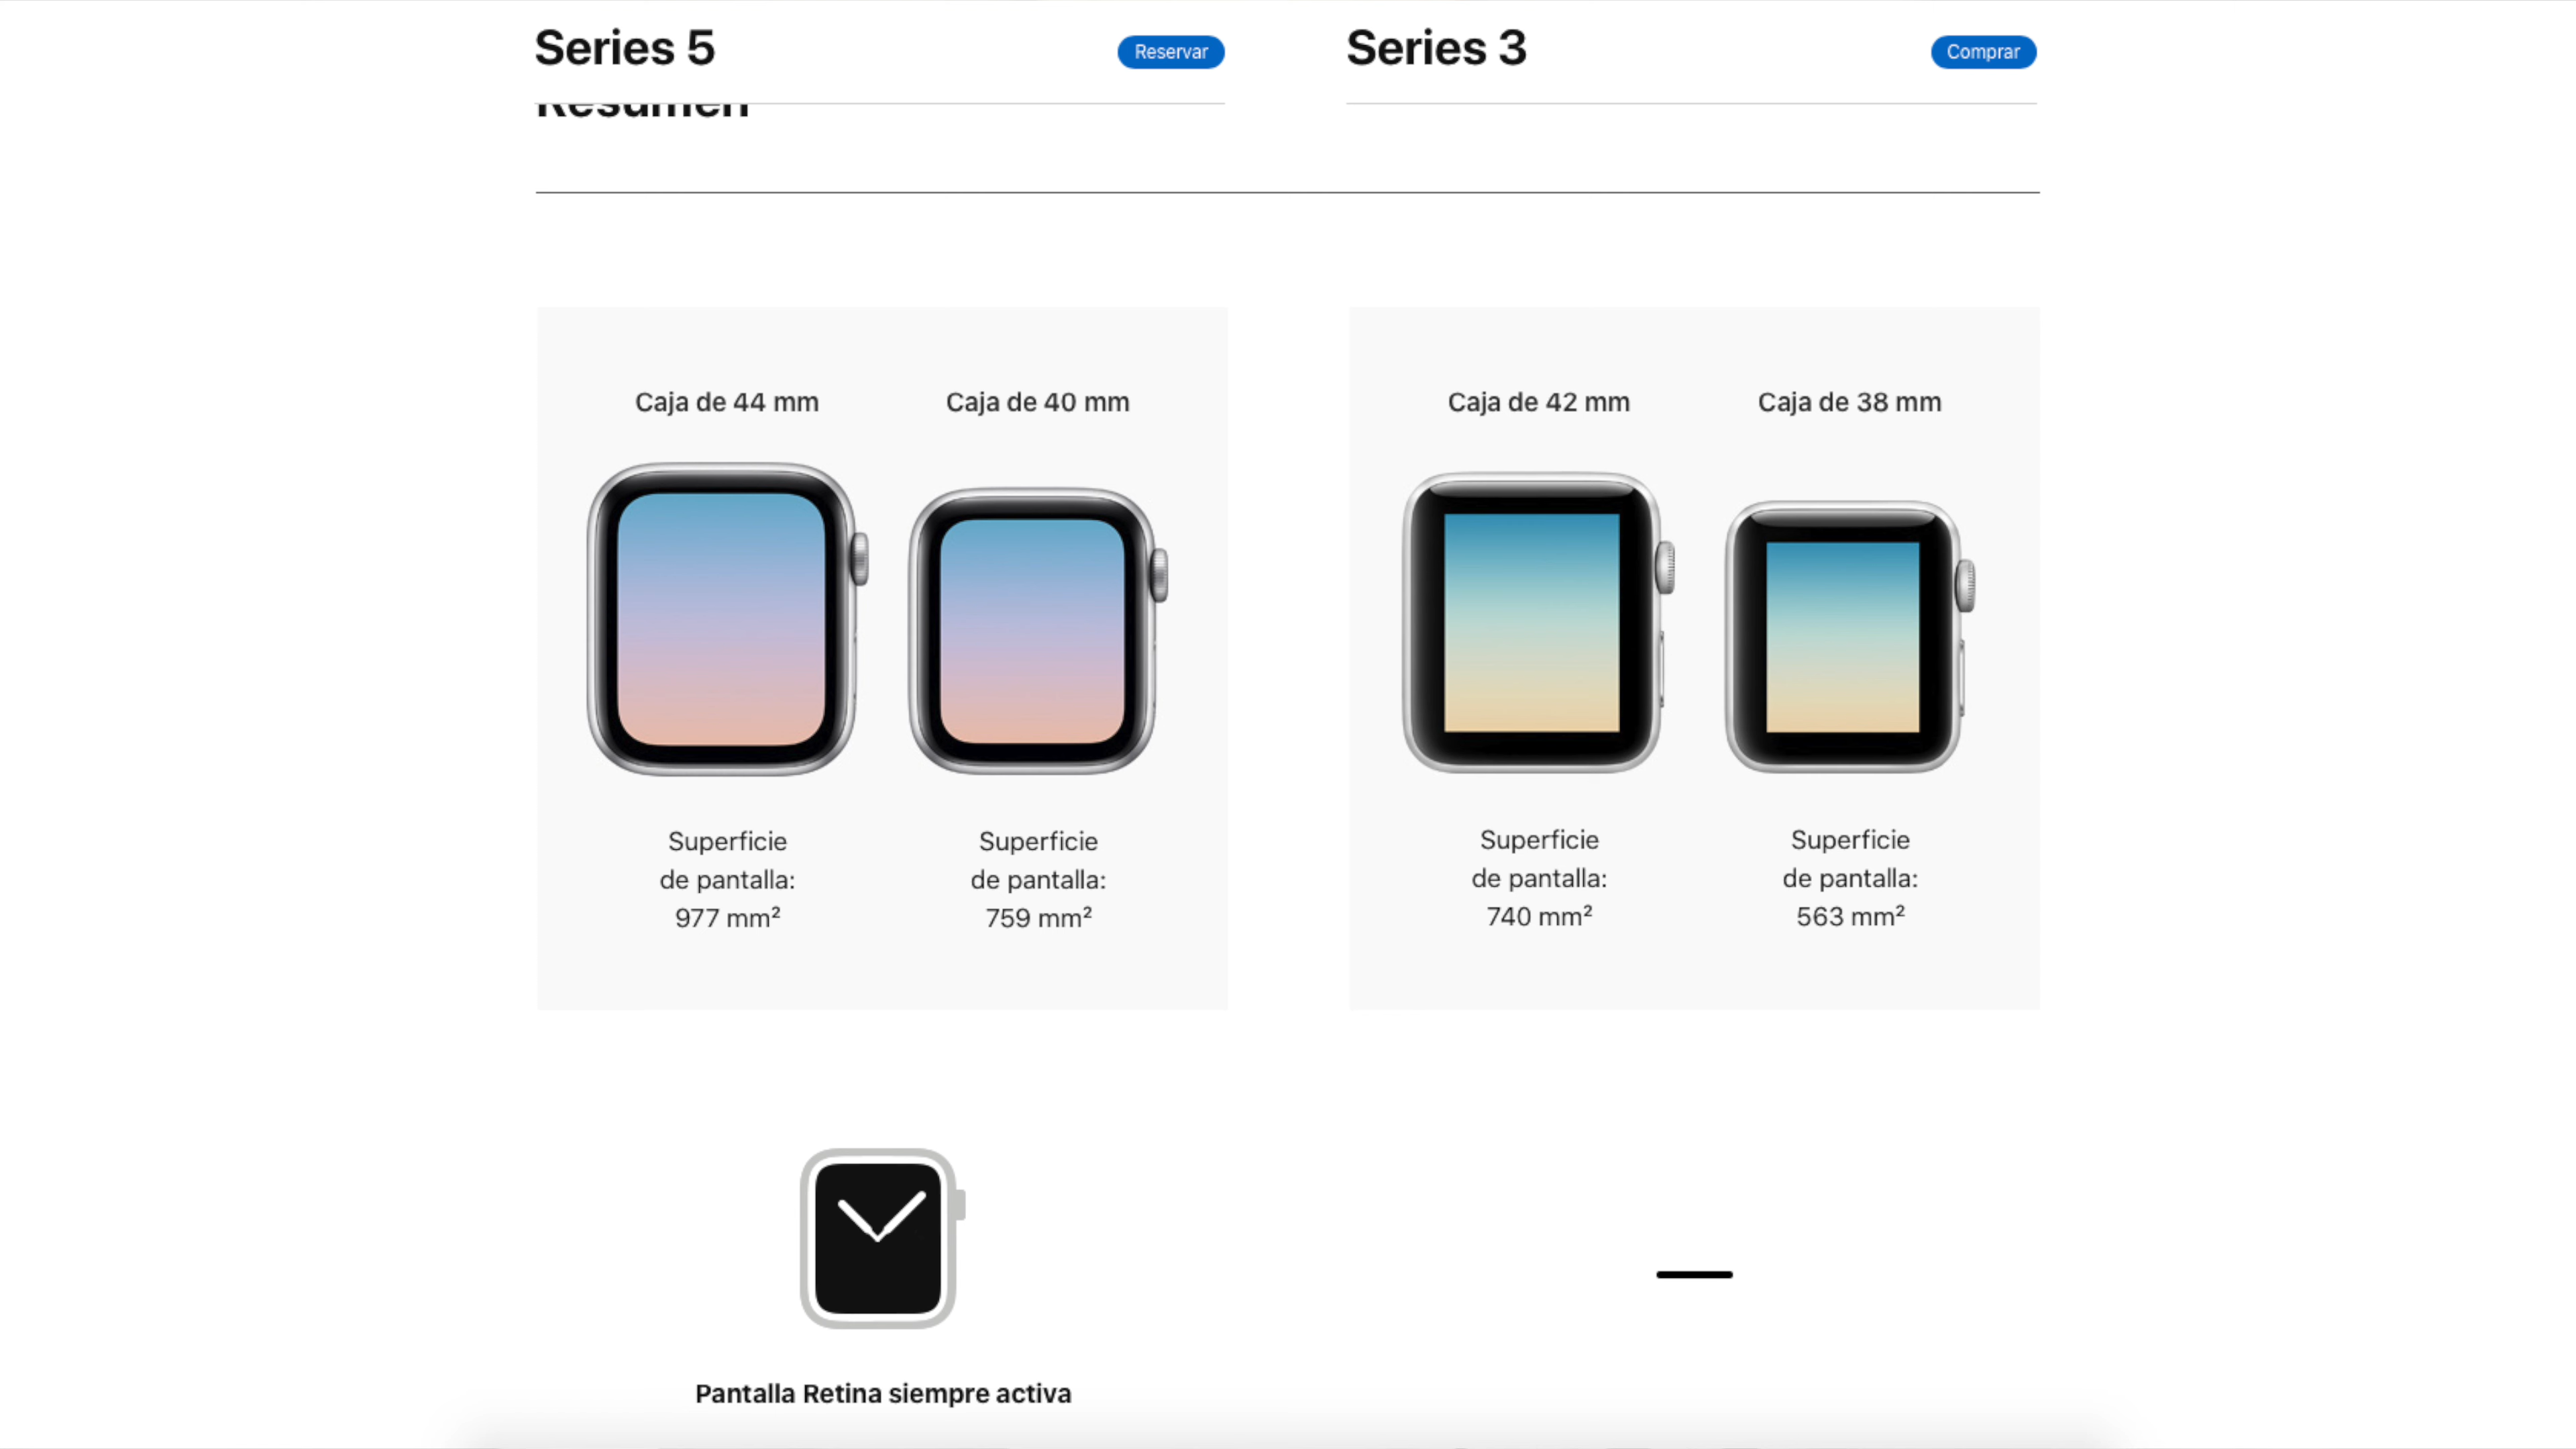 Series 5
Reservar
Series 3
Comprar
Resumen
Caja de 44 mm
Caja de 40 mm
Superficie
de pantalla:
977 mm²
Superficie
de pantalla:
759 mm²
Caja de 42 mm
Caja de 38 mm
Superficie
de pantalla:
740 mm²
Superficie
de pantalla:
563 mm²
Pantalla Retina siempre activa